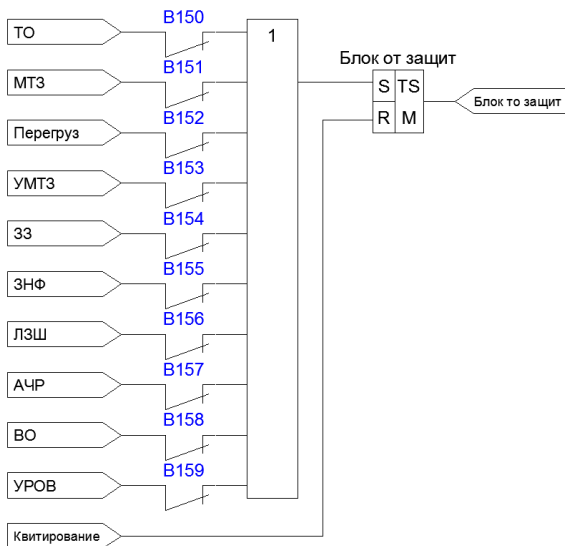 B150
ТО
1
Блок от защит
B151
МТЗ
S TS
Блок то защит
B152
Перегруз
R M
B153
УМТЗ
B154
ЗЗ
B155
ЗНФ
B156
ЛЗШ
B157
АЧР
B158
ВО
B159
УРОВ
Квитирование